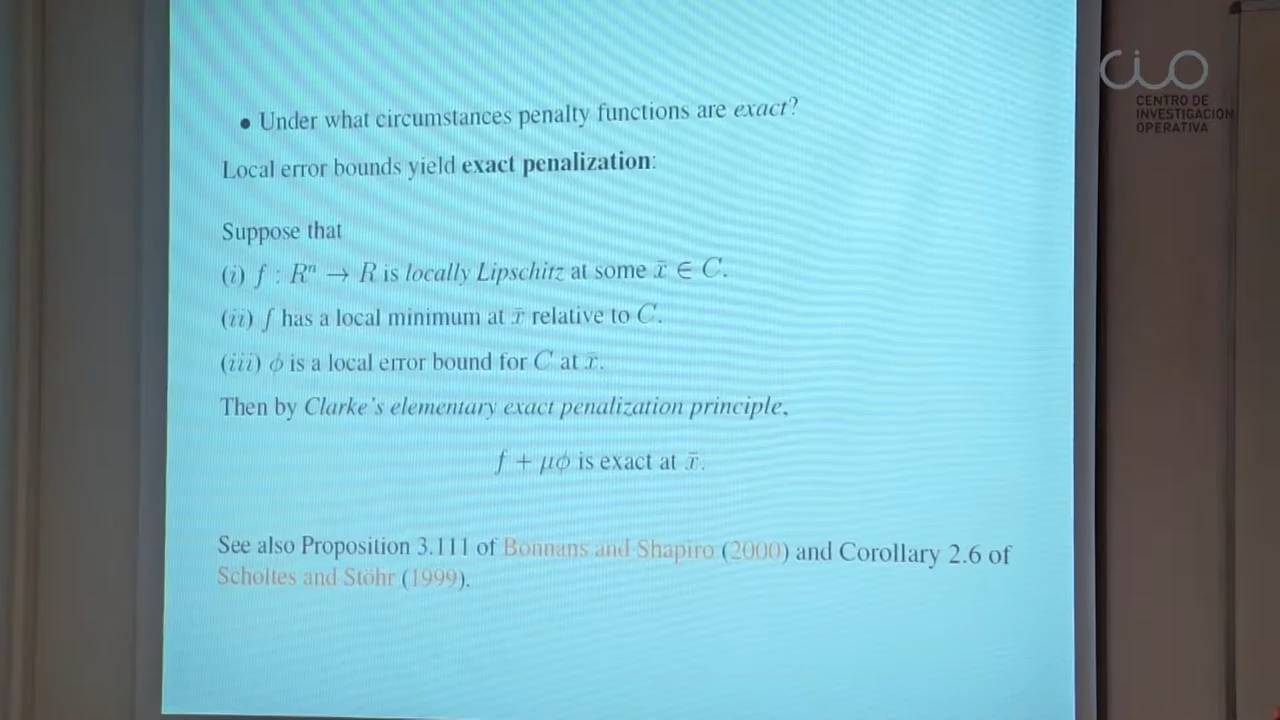 • Under what circumstances penalty functions are exact?
Local error bounds yield exact penalization:
Suppose that
(i) f : Rⁿ → R is locally Lipschitz at some x̄ ∈ C.
(ii) f has a local minimum at x̄ relative to C.
(iii) ϕ is a local error bound for C at x̄.
Then by Clarke's elementary exact penalization principle,
f + μϕ is exact at x̄.
See also Proposition 3.111 of Bonnans and Shapiro (2000) and Corollary 2.6 of
Scholtes and Stöhr (1999).
CIO
CENTRO DE
INVESTIGACION
OPERATIVA